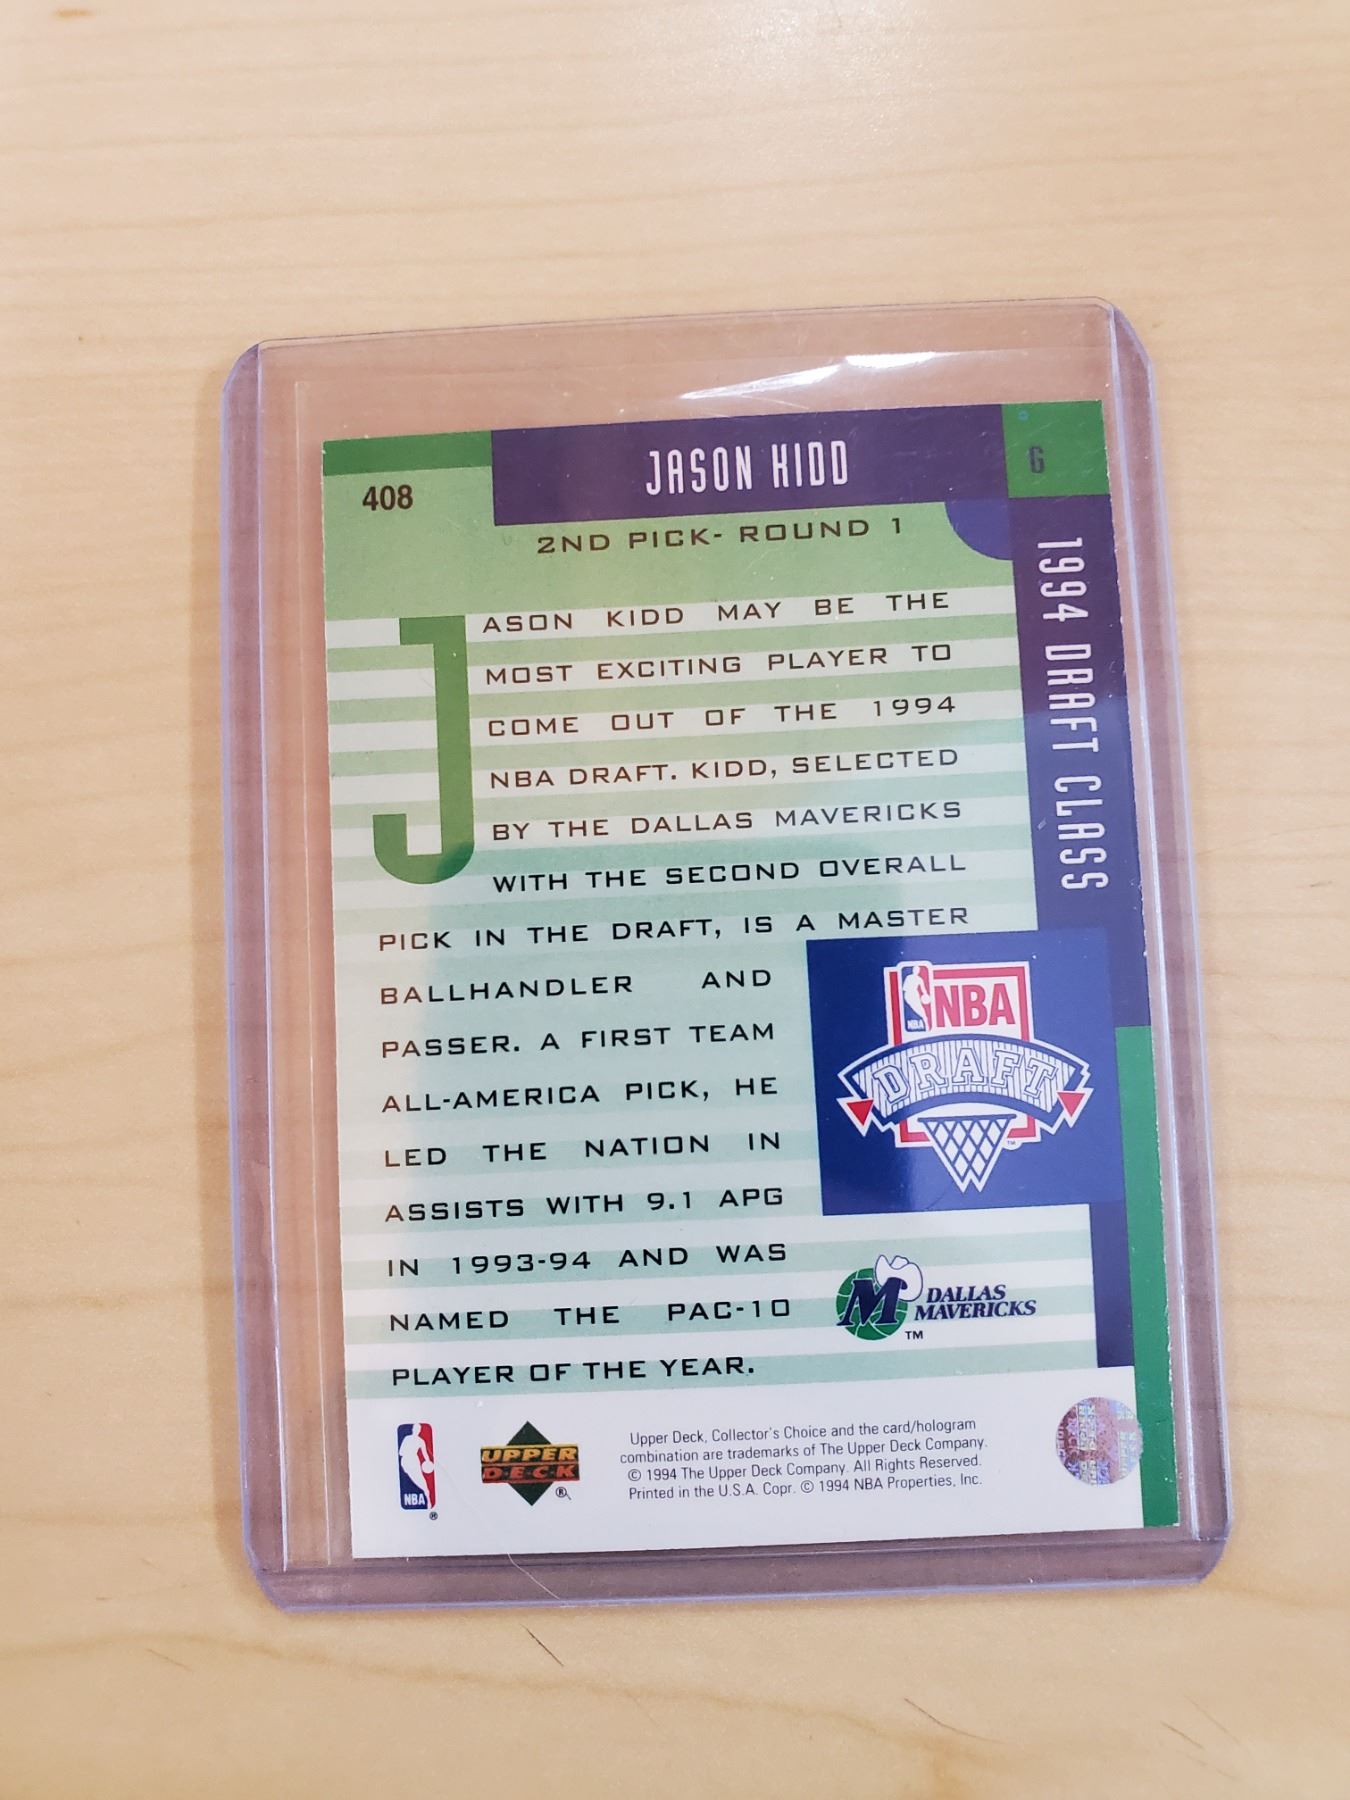 408
JASON KIDD
G
2ND PICK- ROUND 1
1994 DRAFT CLASS
JASON KIDD MAY BE THE
MOST EXCITING PLAYER TO
COME OUT OF THE 1994
NBA DRAFT. KIDD, SELECTED
BY THE DALLAS MAVERICKS
WITH THE SECOND OVERALL
PICK IN THE DRAFT, IS A MASTER
BALLHANDLER AND
PASSER. A FIRST TEAM
ALL-AMERICA PICK, HE
LED THE NATION IN
ASSISTS WITH 9.1 APG
IN 1993-94 AND WAS
NAMED THE PAC-10
PLAYER OF THE YEAR.
NBA
NBA
DRAFT
TM
M
DALLAS
MAVERICKS
TM
NBA
®
UPPER
DECK
®
Upper Deck, Collector's Choice and the card/hologram
combination are trademarks of The Upper Deck Company.
© 1994 The Upper Deck Company. All Rights Reserved.
Printed in the U.S.A. Copr. © 1994 NBA Properties, Inc.